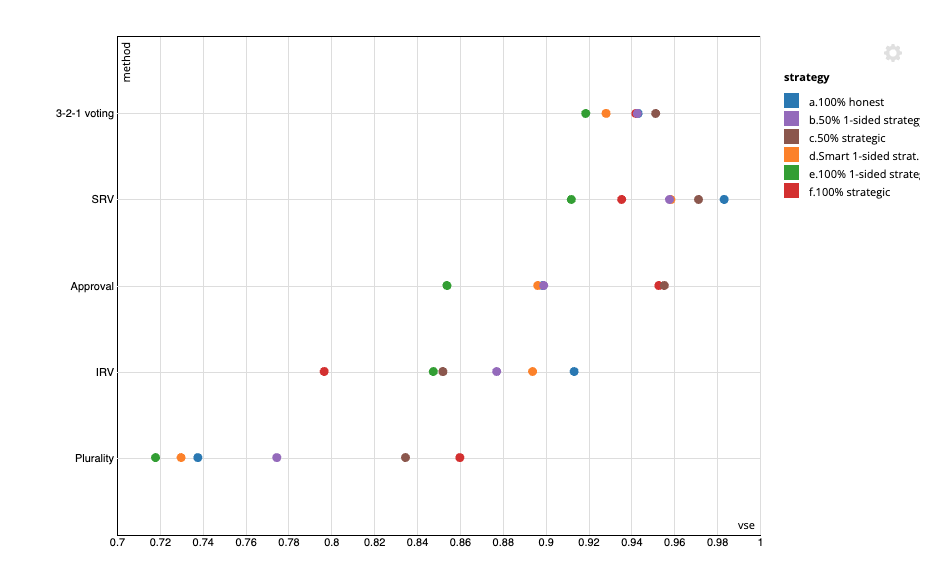 method
strategy
a.100% honest
3-2-1 voting
b.50% 1-sided strateg
c.50% strategic
d.Smart 1-sided strat.
e.100% 1-sided strate
f.100% strategic
SRV
Approval
IRV
Plurality
vse
0.7 0.72 0.74 0.76 0.78 0.8 0.82 0.84 0.86 0.88 0.9 0.92 0.94 0.96 0.98 1